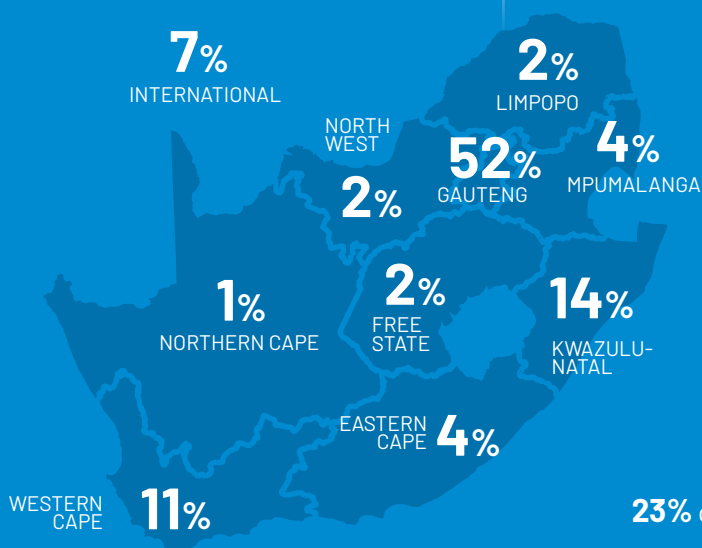 7%
INTERNATIONAL
2%
LIMPOPO
NORTH
WEST
2%
52%
GAUTENG
4%
MPUMALANGA
1%
NORTHERN CAPE
2%
FREE
STATE
14%
KWAZULU-
NATAL
EASTERN
CAPE
4%
WESTERN
CAPE
11%
23%